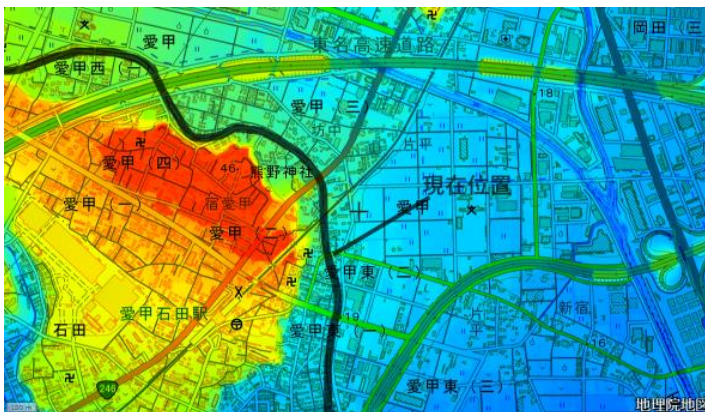 愛甲
岡田 三
東名高速道路
愛甲西（一
18
愛甲（三）
坊中
片平
愛甲（四）
46
熊野神社
現在位置
愛甲（一
宿愛甲
愛甲
愛甲（二）
愛甲東（二）
愛甲石田駅
19
新宿
石田
愛甲東（一
片平
16
246
愛甲東（三）
100 m
地理院地図